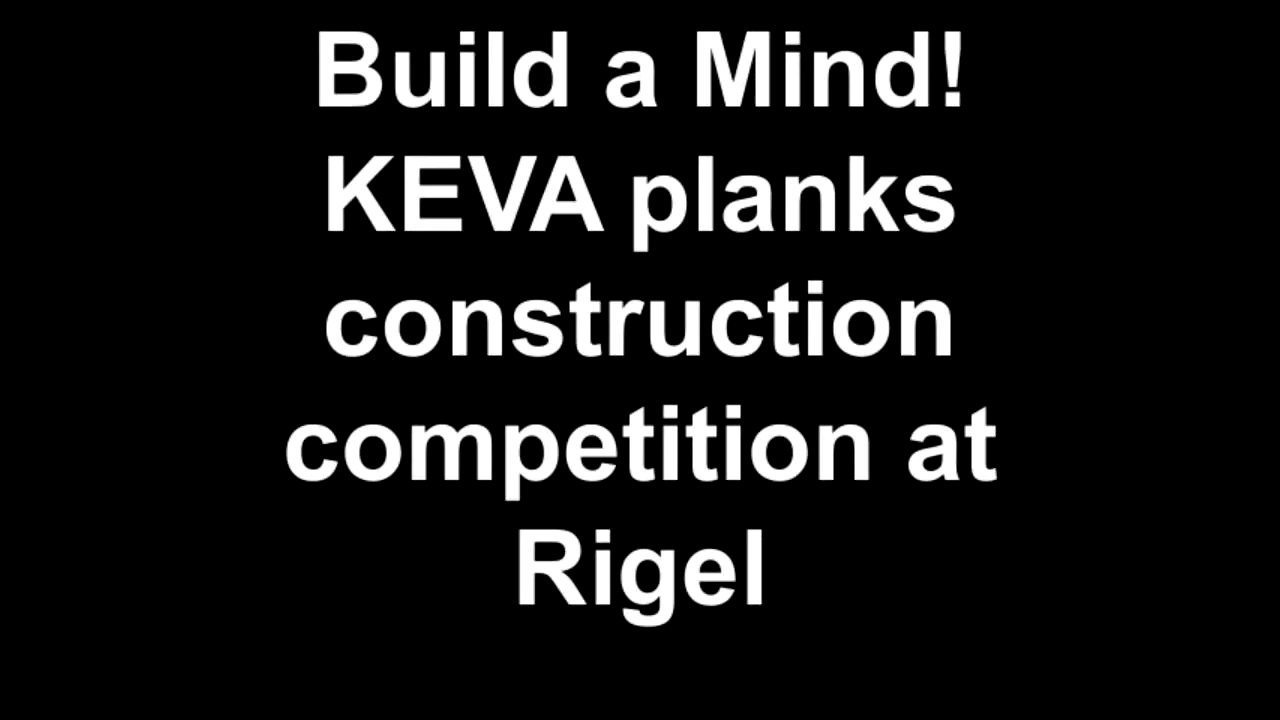 Build a Mind!
KEVA planks
construction
competition at
Rigel